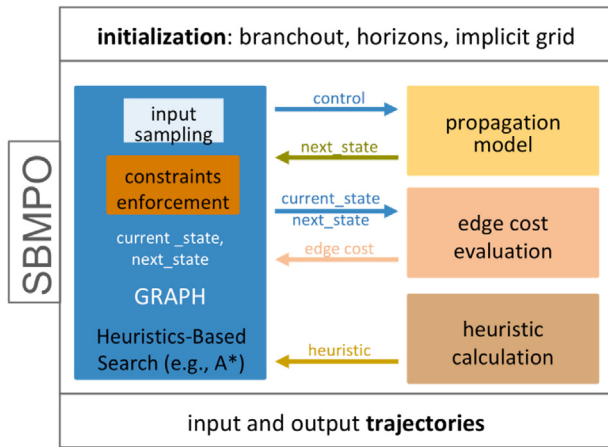 SBMPO
initialization: branchout, horizons, implicit grid
input
sampling
constraints
enforcement
current _state,
next_state
GRAPH
Heuristics-Based
Search (e.g., A*)
control
next_state
current_state
next_state
edge cost
heuristic
propagation
model
edge cost
evaluation
heuristic
calculation
input and output trajectories